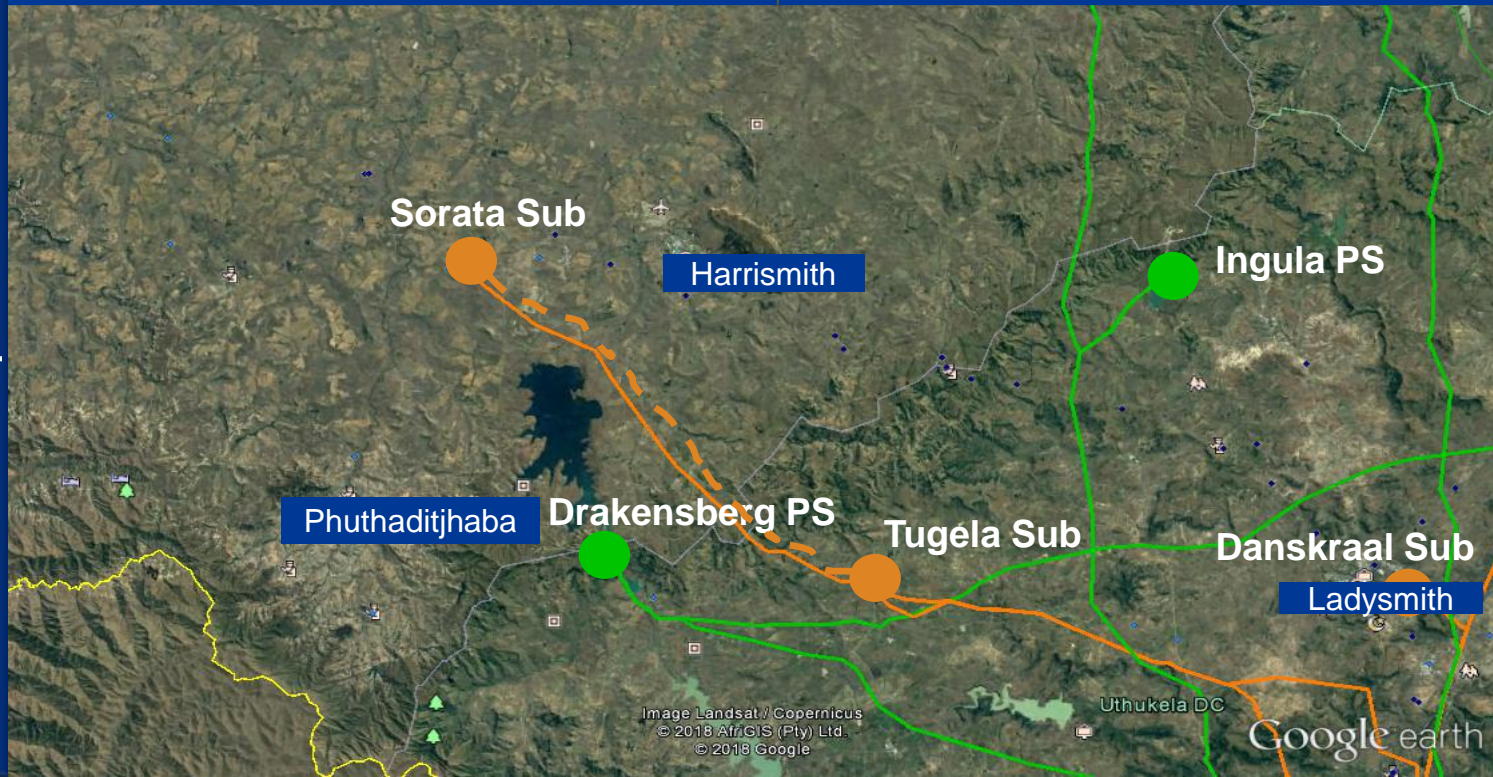 Sorata Sub
Harrismith
Ingula PS
Phuthaditjhaba
Drakensberg PS
Tugela Sub
Danskraal Sub
Ladysmith
Uthukela DC
Image Landsat / Copernicus
© 2018 AfriGIS (Pty) Ltd.
© 2018 Google
Google earth